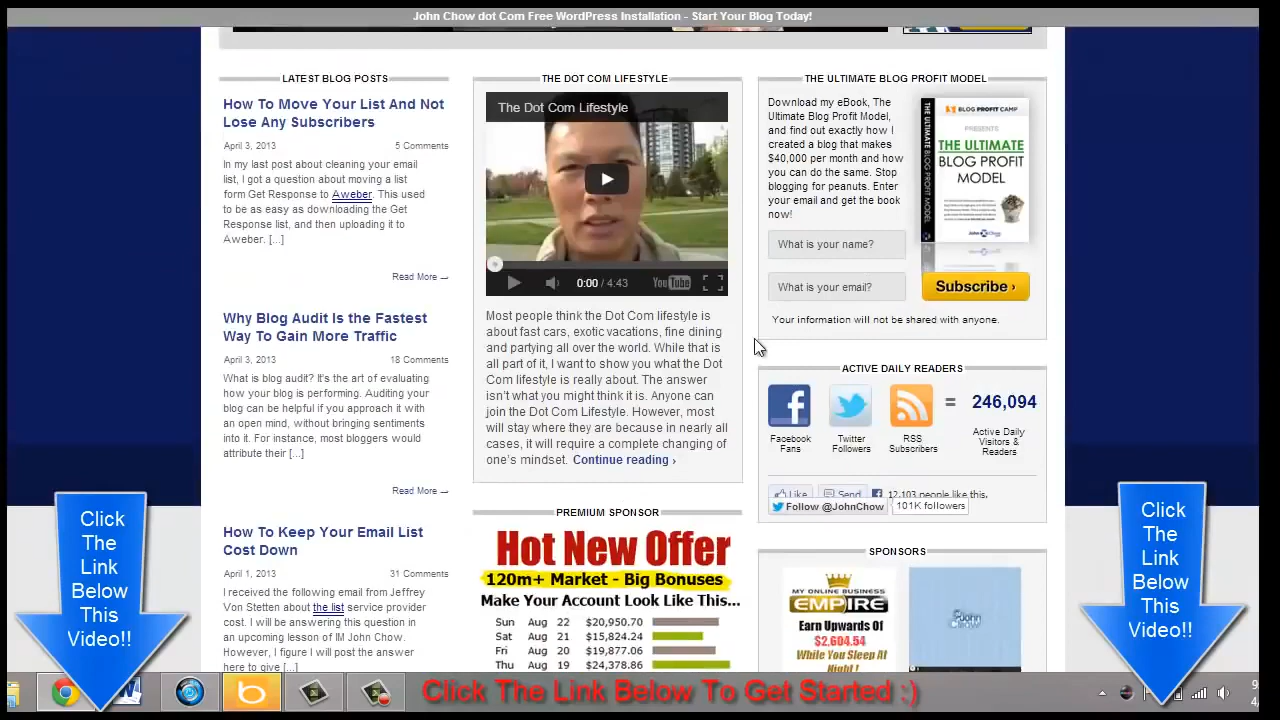 John Chow dot Com Free WordPress Installation - Start Your Blog Today!
LATEST BLOG POSTS
How To Move Your List And Not
Lose Any Subscribers
April 3, 2013 5 Comments
In my last post about cleaning your email
list, I got a question about moving a list
form Get Response to Aweber. This used
to be as easy as downloading the Get
Response list, and then uploading it to
Aweber. [...]
Read More
Why Blog Audit Is the Fastest
Way To Gain More Traffic
April 3, 2013 18 Comments
What is blog audit? It's the art of evaluating
how your blog is performing. Auditing your
blog can be helpful if you approach it with
an open mind, without bringing sentiments
into it. For instance, most bloggers would
attribute their [...]
Read More
How To Keep Your Email List
Cost Down
April 1, 2013 31 Comments
I received the following email from Jeffrey
Von Stetten about the list service provider
cost. I will be answering this question in
an upcoming lesson of IM John Chow.
However, I figure I will post the answer
here to give [...]
THE DOT COM LIFESTYLE
The Dot Com Lifestyle
0:00 / 4:43 YouTube
Most people think the Dot Com lifestyle is
about fast cars, exotic vacations, fine dining
and partying all over the world. While that is
all part of it, I want to show you what the Dot
Com lifestyle is really about. The answer
isn't what you might think it is. Anyone can
join the Dot Com Lifestyle. However, most
will stay where they are because in nearly all
cases, it will require a complete changing of
one's mindset. Continue reading ›
PREMIUM SPONSOR
Hot New Offer
120m+ Market - Big Bonuses
Make Your Account Look Like This...
Sun Aug 22 $20,950.70
Sat Aug 21 $15,824.24
Fri Aug 20 $19,877.06
Thu Aug 19 $24,378.86
THE ULTIMATE BLOG PROFIT MODEL
Download my eBook, The
Ultimate Blog Profit Model,
and find out exactly how I
created a blog that makes
$40,000 per month and how
you can do the same. Stop
blogging for peanuts. Enter
your email and get the book
now!
BLOG PROFIT CAMP
PRESENTS
THE ULTIMATE
BLOG PROFIT
MODEL
THE ULTIMATE BLOG PROFIT MODEL
What is your name?
What is your email?
Subscribe ›
Your information will not be shared with anyone.
ACTIVE DAILY READERS
= 246,094
Facebook
Fans
Twitter
Followers
RSS
Subscribers
Active Daily
Visitors &
Readers
Like Send 12,103 people like this.
Follow @JohnChow 101K followers
SPONSORS
MY ONLINE BUSINESS
EMPIRE
Earn Upwards Of
$2,604.54
While You Sleep At
Night !
Click
The
Link
Below
This
Video!!
Click
The
Link
Below
This
Video!!
Click The Link Below To Get Started :)